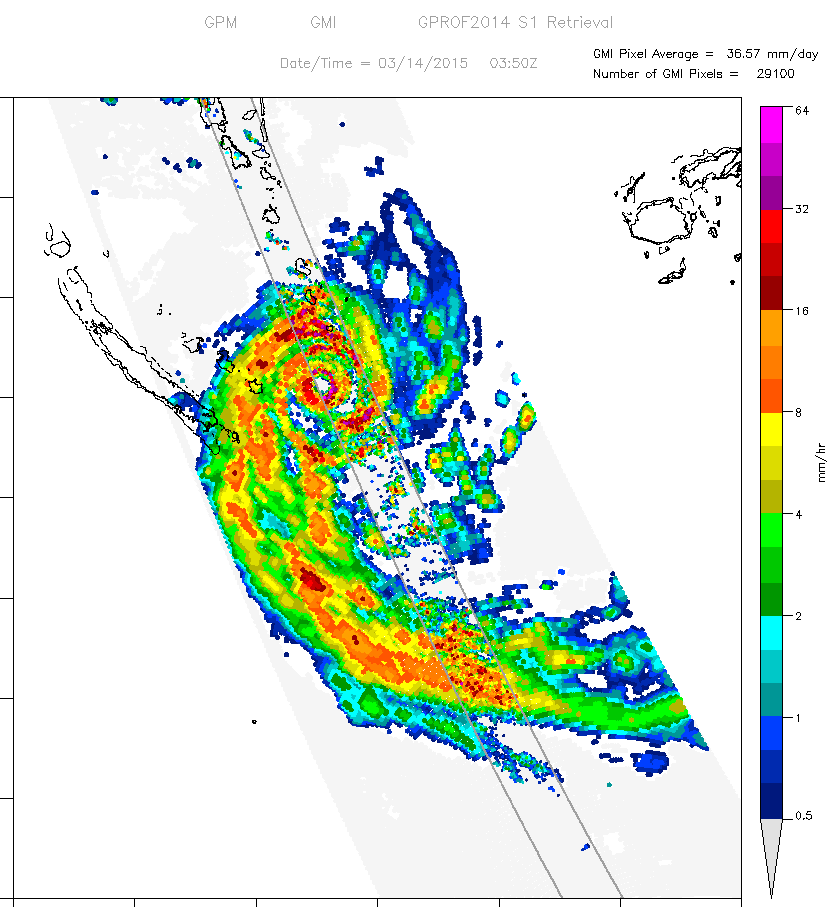 GPM GMI GPROF2014 S1 Retrieval
Date/Time = 03/14/2015 03:50Z
GMI Pixel Average = 36.57 mm/day
Number of GMI Pixels = 29100
64
32
16
8
mm/hr
4
2
1
0.5